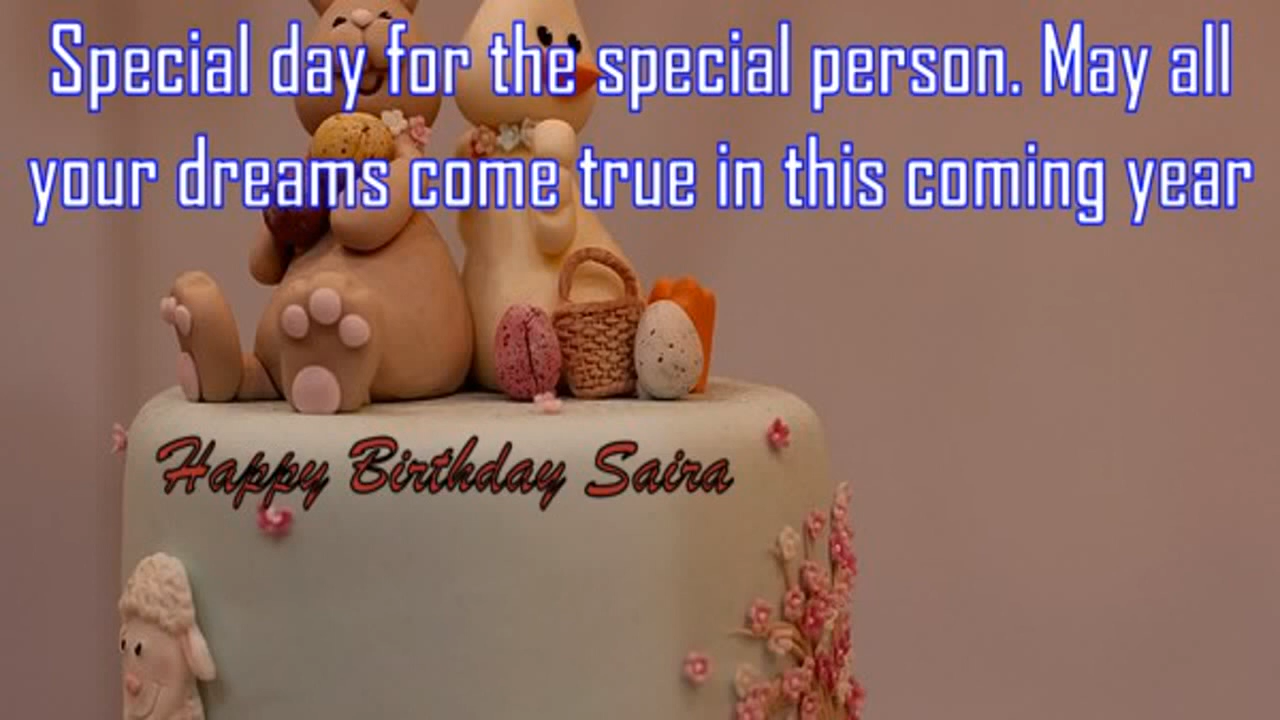 Special day for the special person. May all
your dreams come true in this coming year
Happy Birthday Saira